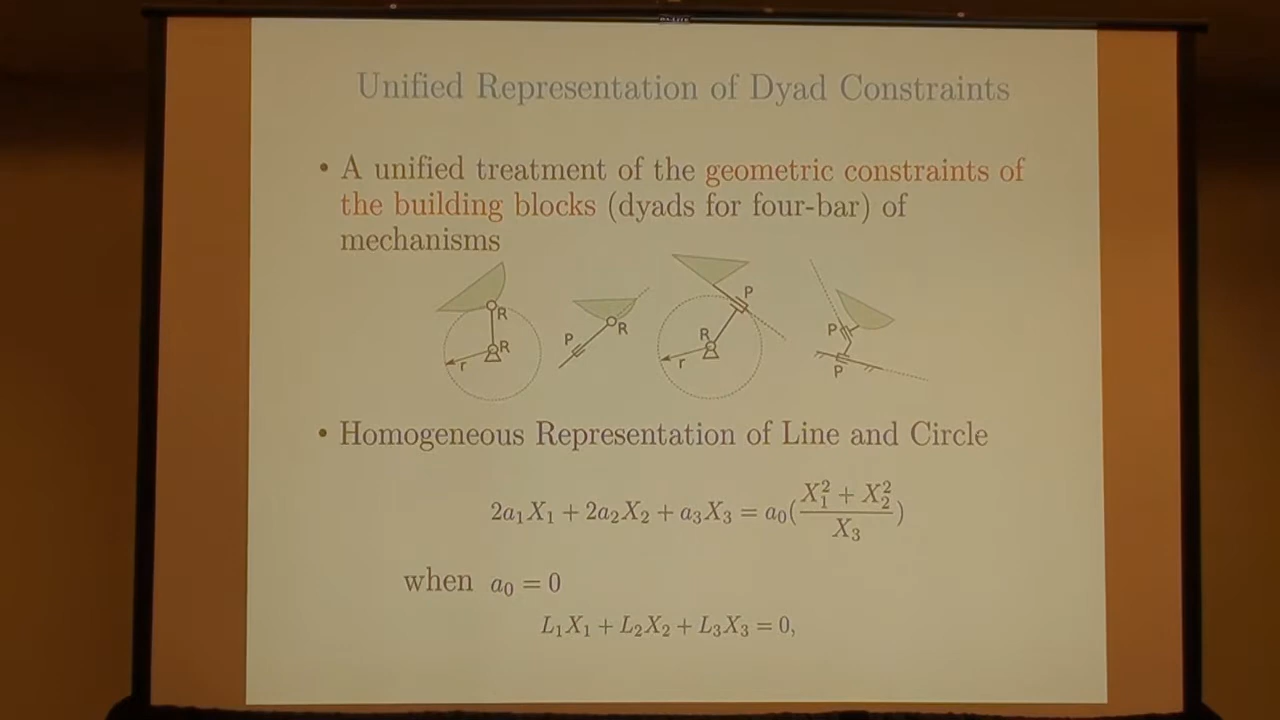 Unified Representation of Dyad Constraints
• A unified treatment of the geometric constraints of
the building blocks (dyads for four-bar) of
mechanisms
R
R
r
P
R
P
R
r
P
P
• Homogeneous Representation of Line and Circle
2a₁X₁ + 2a₂X₂ + a₃X₃ = a₀(\frac{X₁² + X₂²}{X₃})
when a₀ = 0
L₁X₁ + L₂X₂ + L₃X₃ = 0,